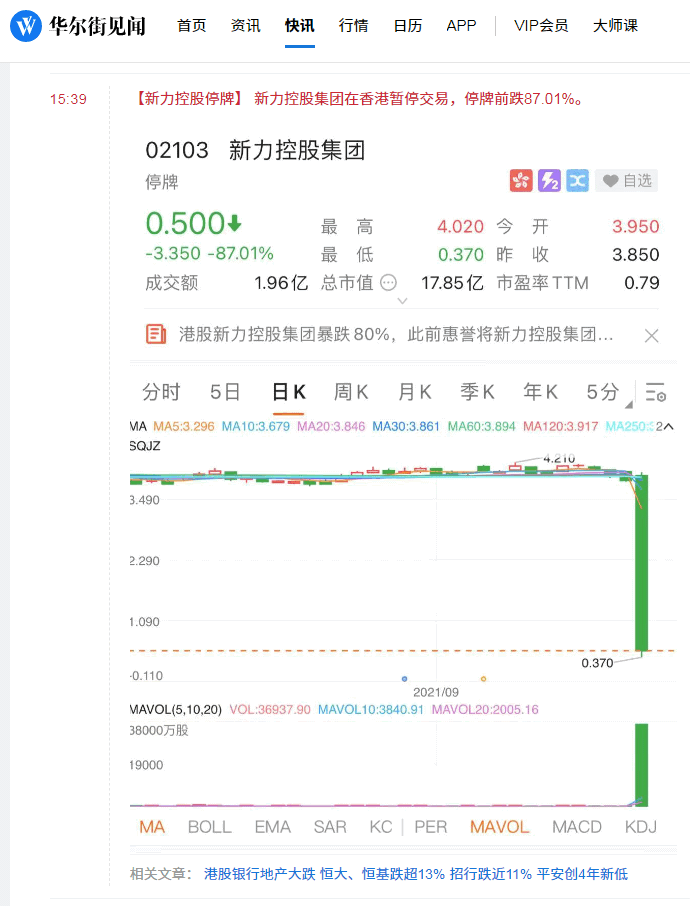 华尔街见闻 首页 资讯 快讯 行情 日历 APP VIP会员 大师课
15:39 【新力控股停牌】 新力控股集团在香港暂停交易，停牌前跌87.01%。
02103 新力控股集团
停牌 自选
0.500 最高 4.020 今开 3.950
-3.350 -87.01% 最低 0.370 昨收 3.850
成交额 1.96亿 总市值 17.85亿 市盈率TTM 0.79
港股新力控股集团暴跌80%，此前惠誉将新力控股集团...
分时 5日 日K 周K 月K 季K 年K 5分
MA MA5:3.296 MA10:3.679 MA20:3.846 MA30:3.861 MA60:3.894 MA120:3.917 MA250:3
SQJZ
4.210
3.490
2.290
1.090
0.370
-0.110
2021/09
MAVOL(5,10,20) VOL:36937.90 MAVOL10:3840.91 MAVOL20:2005.16
38000万股
19000
MA BOLL EMA SAR KC PER MAVOL MACD KDJ
相关文章： 港股银行地产大跌 恒大、恒基跌超13% 招行跌近11% 平安创4年新低